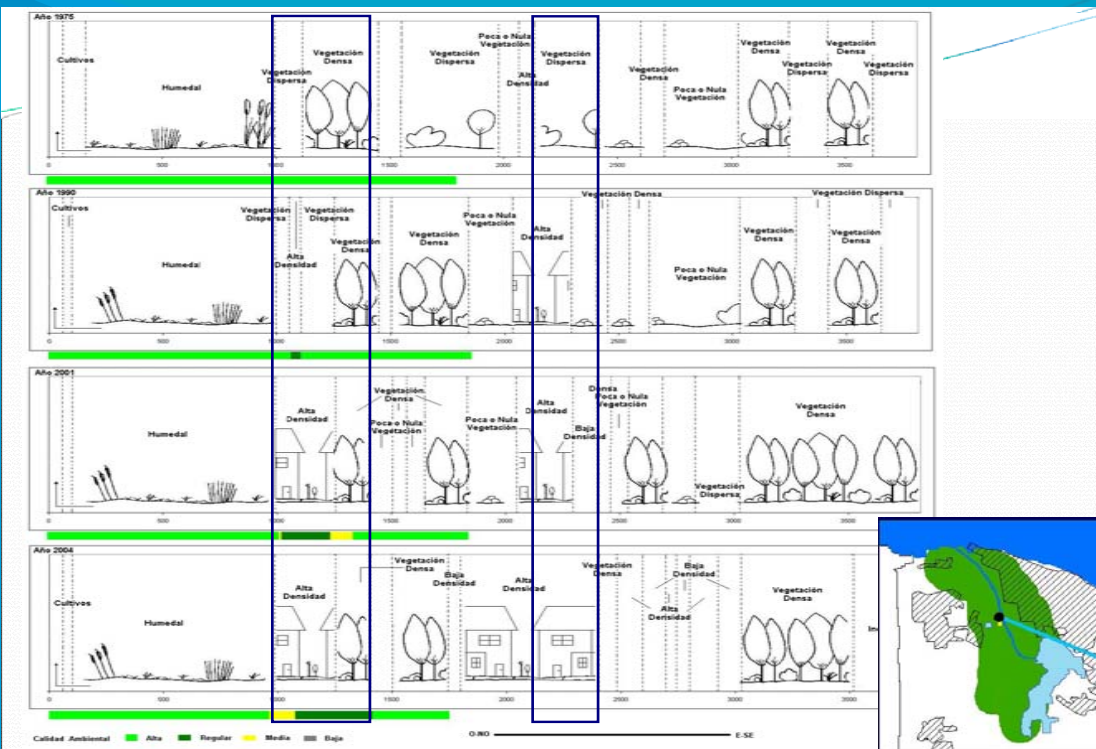 Año 1975
Cultivos
Humedal
Vegetación
Dispersa
Vegetación
Densa
Vegetación
Dispersa
Poca o Nula
Vegetación
Alta
Densidad
Vegetación
Dispersa
Vegetación
Densa
Poca o Nula
Vegetación
Vegetación
Densa
Vegetación
Dispersa
Vegetación
Densa
Vegetación
Dispersa
0 500 1000 1500 2000 2500 3000 3500
Año 1990
Cultivos
Humedal
Vegetación
Dispersa
Alta
Densidad
Vegetación
Dispersa
Vegetación
Densa
Vegetación
Densa
Poca o Nula
Vegetación
Alta
Densidad
Vegetación Densa
Poca o Nula
Vegetación
Vegetación
Densa
Vegetación Dispersa
Vegetación
Densa
0 500 1000 1500 2000 2500 3000 3500
Año 2001
Humedal
Alta
Densidad
Vegetación
Densa
Poca o Nula
Vegetación
Poca o Nula
Vegetación
Alta
Densidad
Baja
Densidad
Densa
Poca o Nula
Vegetación
Vegetación
Dispersa
Vegetación
Densa
0 500 1000 1500 2000 2500 3000 3500
Año 2004
Cultivos
Humedal
Alta
Densidad
Vegetación
Densa
Baja
Densidad
Alta
Densidad
Vegetación
Densa
Alta
Densidad
Baja
Densidad
Vegetación
Densa
0 500 1000 1500 2000 2500 3000 3500
Calidad Ambiental Alta Regular Media Baja
O-NO E-SE